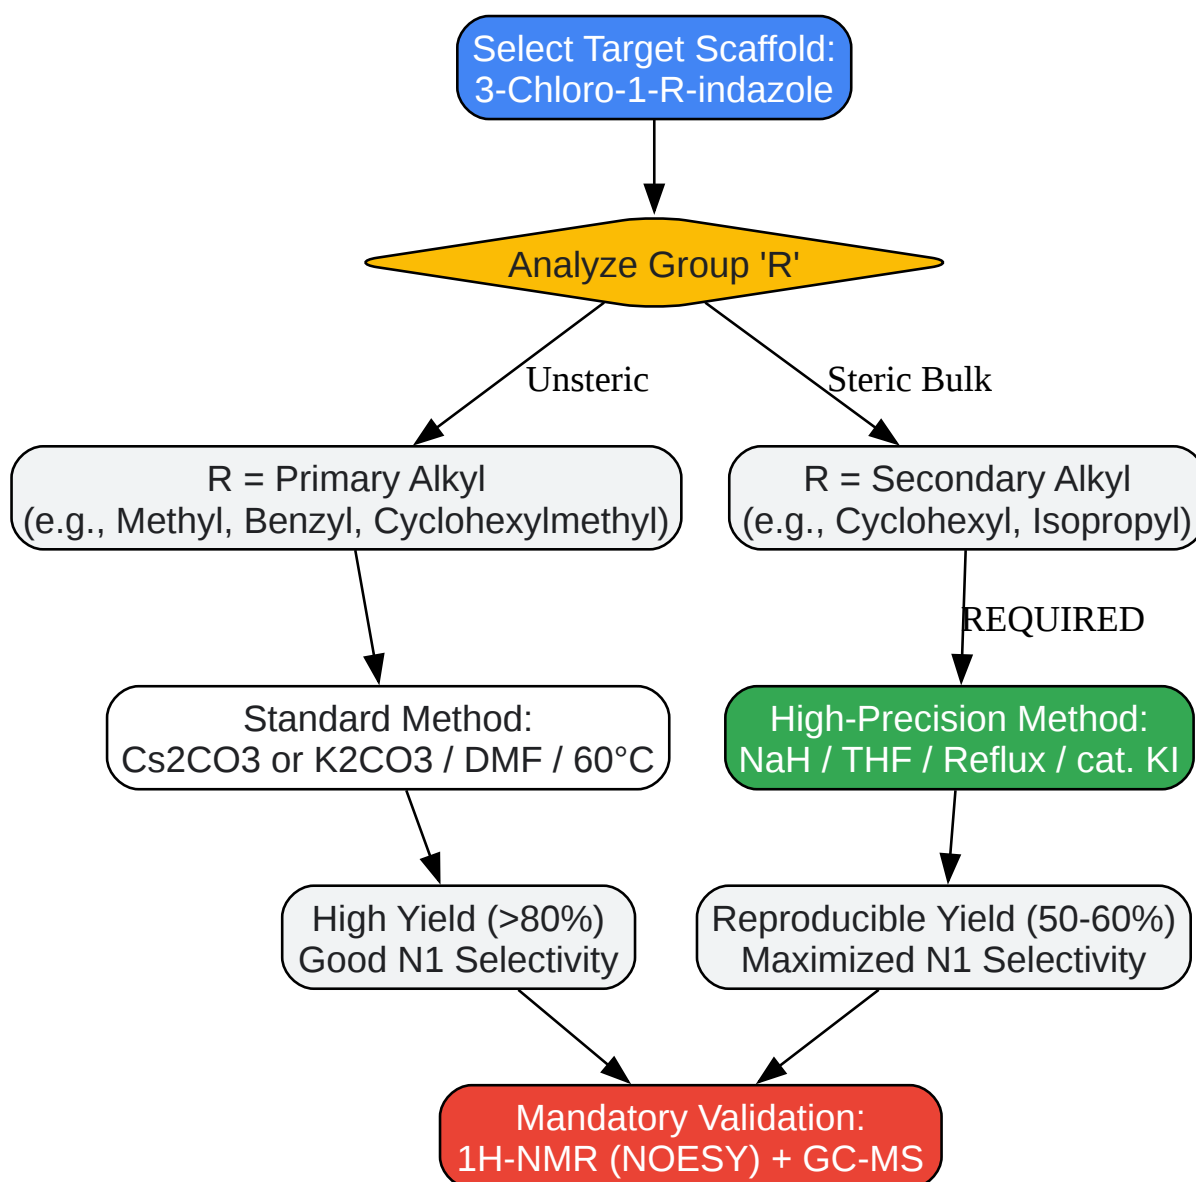 Select Target Scaffold:
3-Chloro-1-R-indazole
Analyze Group 'R'
Unsteric
Steric Bulk
R = Primary Alkyl
(e.g., Methyl, Benzyl, Cyclohexylmethyl)
R = Secondary Alkyl
(e.g., Cyclohexyl, Isopropyl)
REQUIRED
Standard Method:
Cs2CO3 or K2CO3 / DMF / 60°C
High-Precision Method:
NaH / THF / Reflux / cat. KI
High Yield (>80%)
Good N1 Selectivity
Reproducible Yield (50-60%)
Maximized N1 Selectivity
Mandatory Validation:
1H-NMR (NOESY) + GC-MS